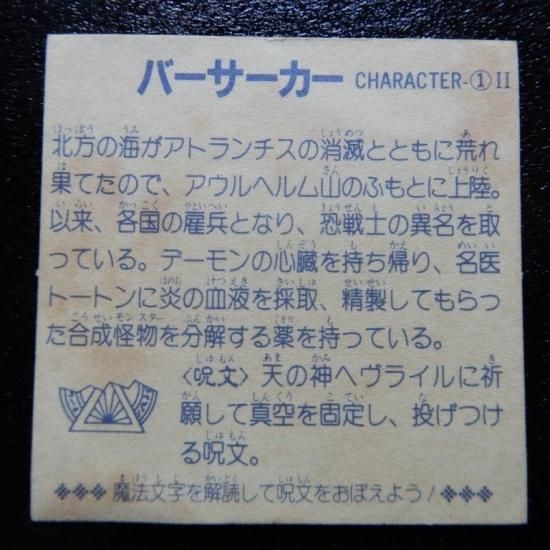 バーサーカー CHARACTER-①II
北方の海がアトランチスの消滅とともに荒れ
果てたので、アウルヘルム山のふもとに上陸。
以来、各国の雇兵となり、恐戦士の異名を取
っている。デーモンの心臓を持ち帰り、名医
トートンに炎の血液を採取、精製してもらっ
た合成怪物を分解する薬を持っている。
〈呪文〉天の神ヘヴライルに祈
願して真空を固定し、投げつけ
る呪文。
魔法文字を解読して呪文をおぼえよう!